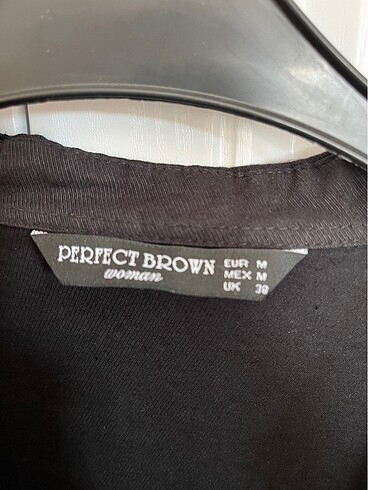 PERFECT BROWN
woman
EUR M
MEX M
UK 38